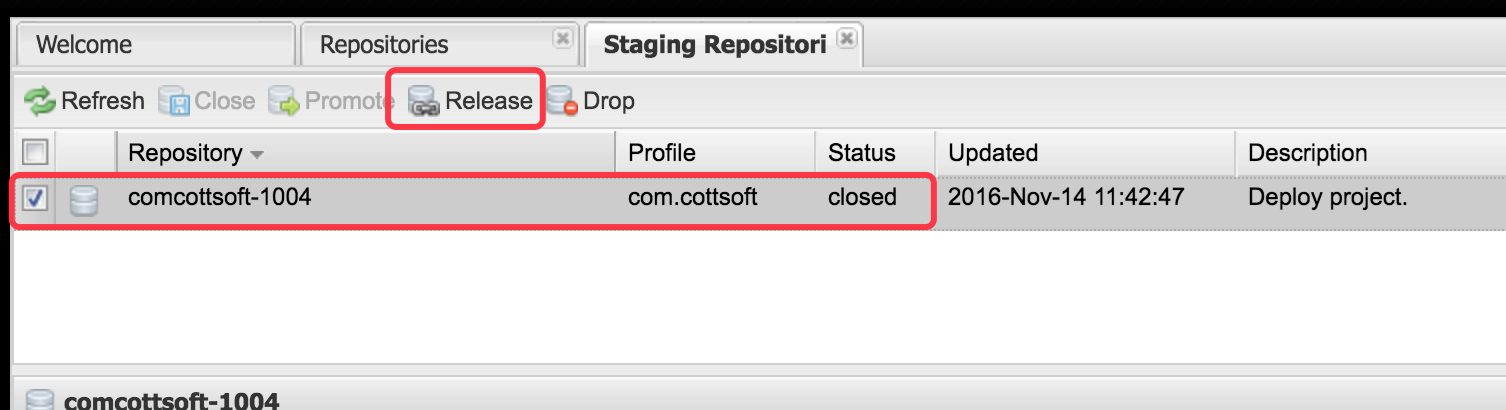 Welcome Repositories Staging Repositori
Refresh Close Promote Release Drop
Repository Profile Status Updated Description
comcottsoft-1004 com.cottsoft closed 2016-Nov-14 11:42:47 Deploy project.
comcottsoft-1004